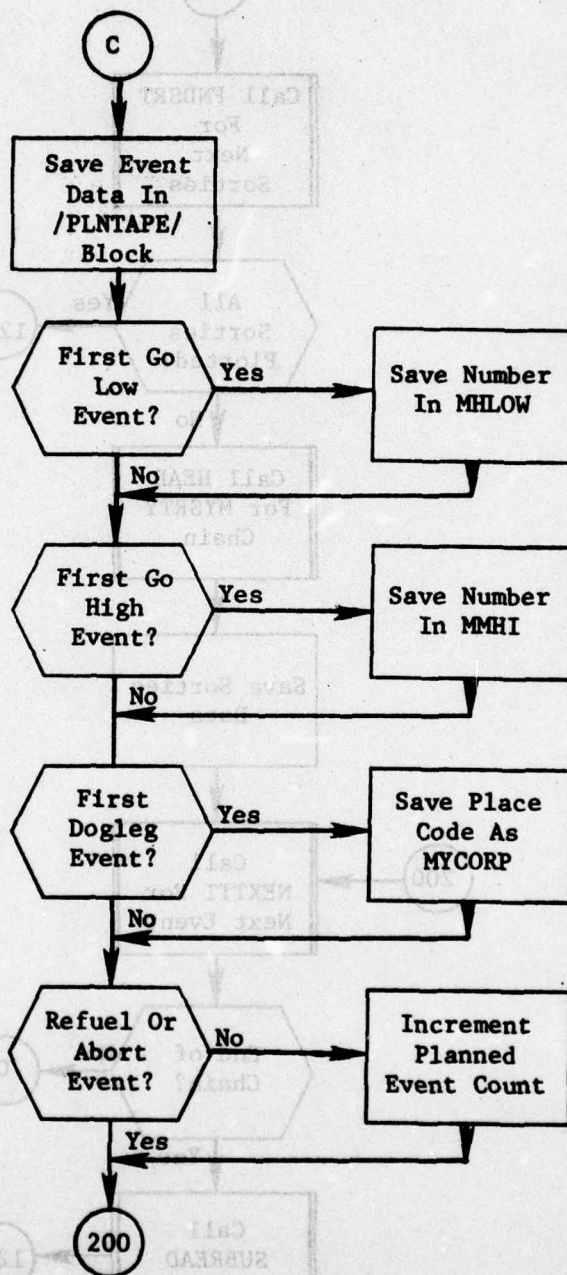 C
Save Event
Data In
/PLNTAPE/
Block
First Go
Low
Event?
Yes
Save Number
In MHLOW
No
First Go
High
Event?
Yes
Save Number
In MMHI
No
First
Dogleg
Event?
Yes
Save Place
Code As
MYCORP
No
Refuel Or
Abort
Event?
No
Increment
Planned
Event Count
Yes
200